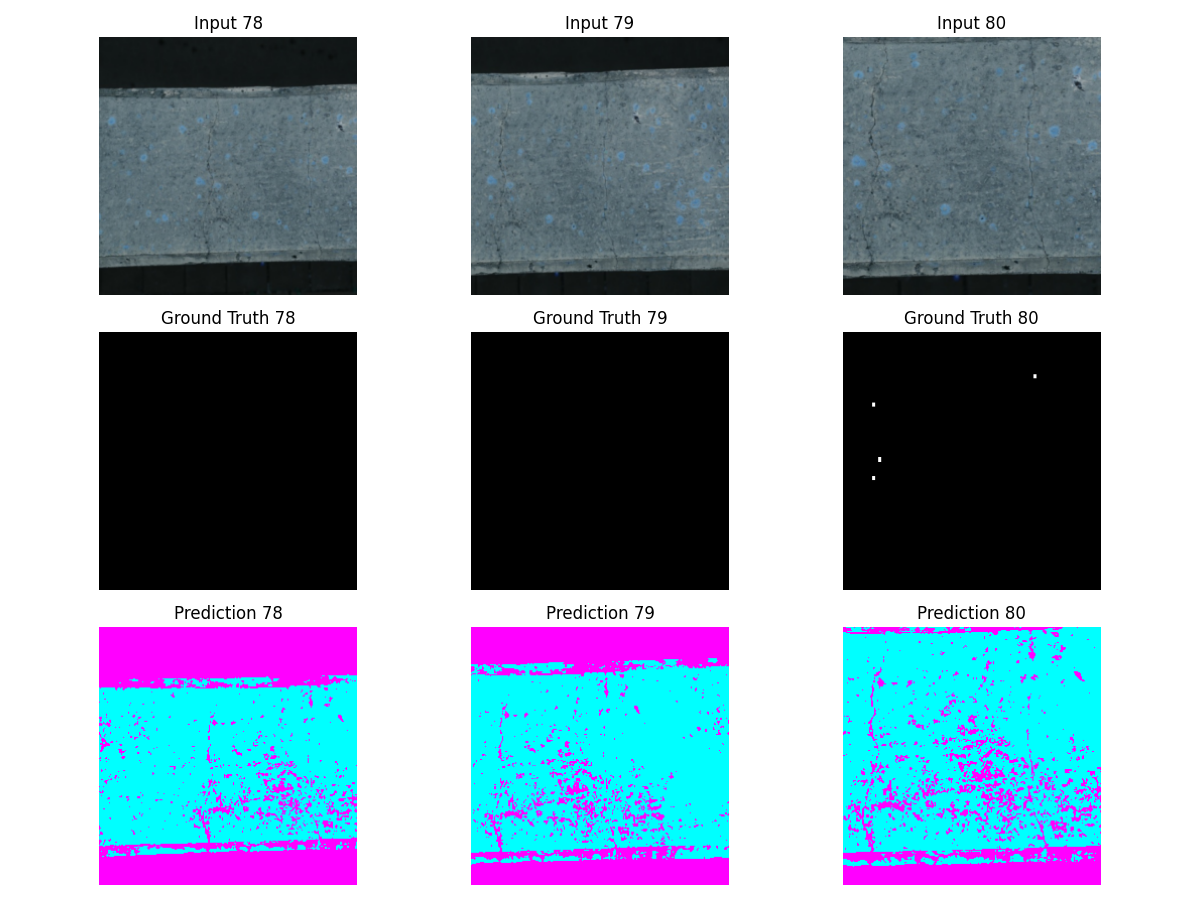 Input 78
Input 79
Input 80
Ground Truth 78
Ground Truth 79
Ground Truth 80
Prediction 78
Prediction 79
Prediction 80